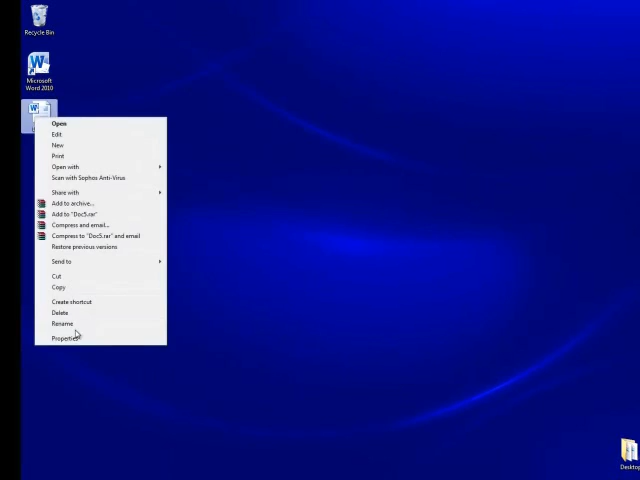 Recycle Bin
Microsoft
Word 2010
Open
Edit
New
Print
Open with
Scan with Sophos Anti-Virus
Share with
Add to archive...
Add to "Doc5.rar"
Compress and email...
Compress to "Doc5.rar" and email
Restore previous versions
Send to
Cut
Copy
Create shortcut
Delete
Rename
Properties
Desktop